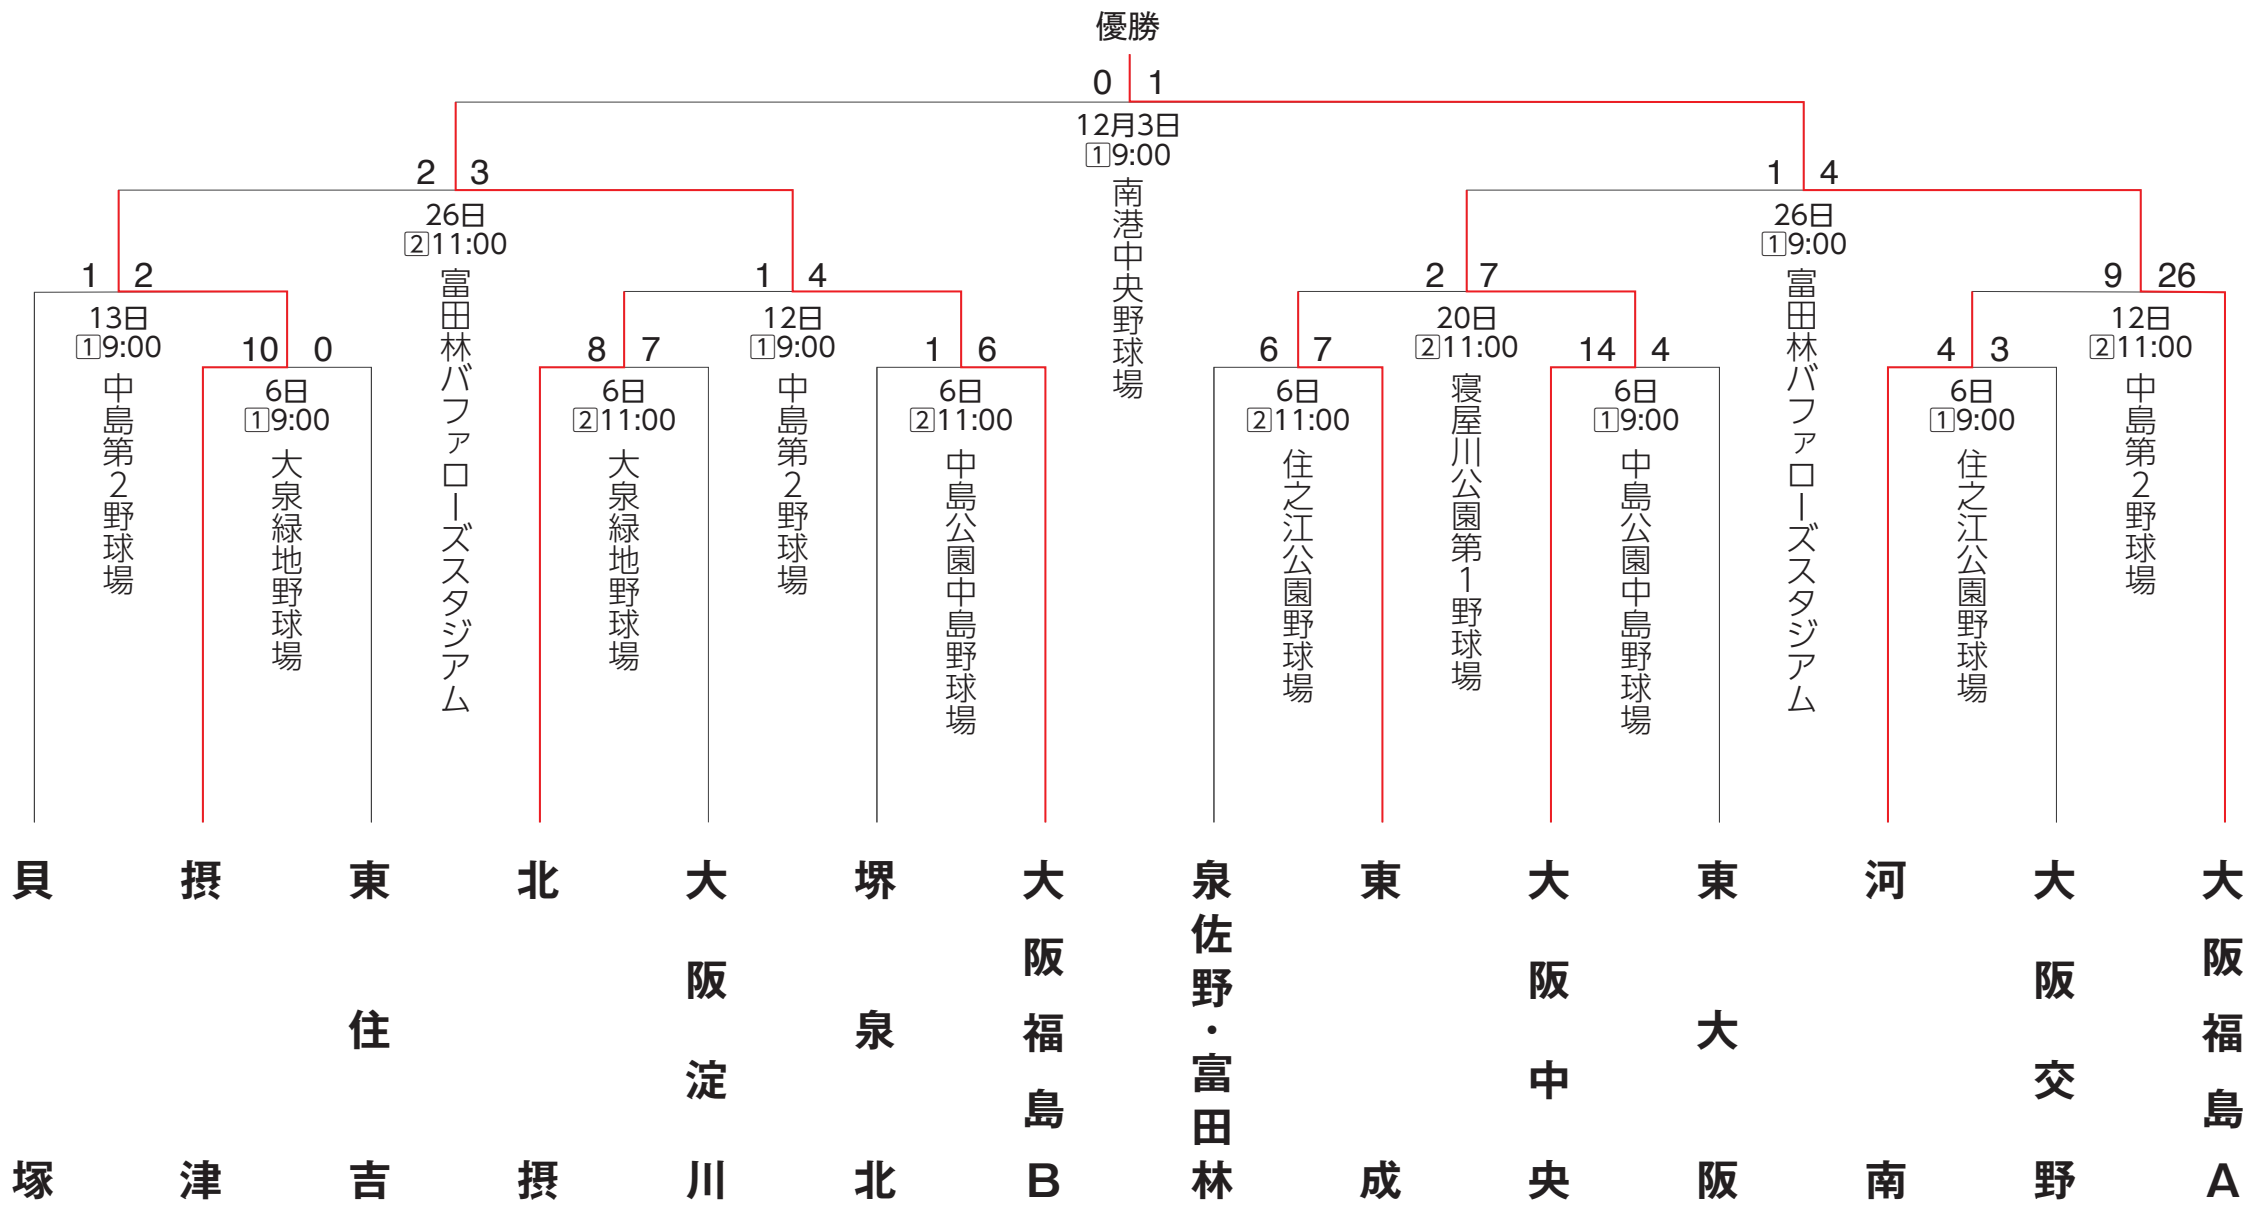 優勝
0 1
12月3日
1 9:00
南港中央野球場
2 3
26日
2 11:00
富田林バファローズスタジアム
1 4
26日
1 9:00
富田林バファローズスタジアム
1 2
13日
1 9:00
中島第2野球場
1 4
12日
1 9:00
中島第2野球場
2 7
20日
2 11:00
寝屋川公園第1野球場
9 26
12日
2 11:00
中島第2野球場
10 0
6日
1 9:00
大泉緑地野球場
8 7
6日
2 11:00
大泉緑地野球場
1 6
6日
2 11:00
中島公園中島野球場
6 7
6日
2 11:00
住之江公園野球場
14 4
6日
1 9:00
中島公園中島野球場
4 3
6日
1 9:00
住之江公園野球場
貝塚
摂津
東住吉
北摂
大阪淀川
堺泉北
大阪福島B
泉佐野・富田林
東成
大阪中央
東大阪
河南
大阪交野
大阪福島A